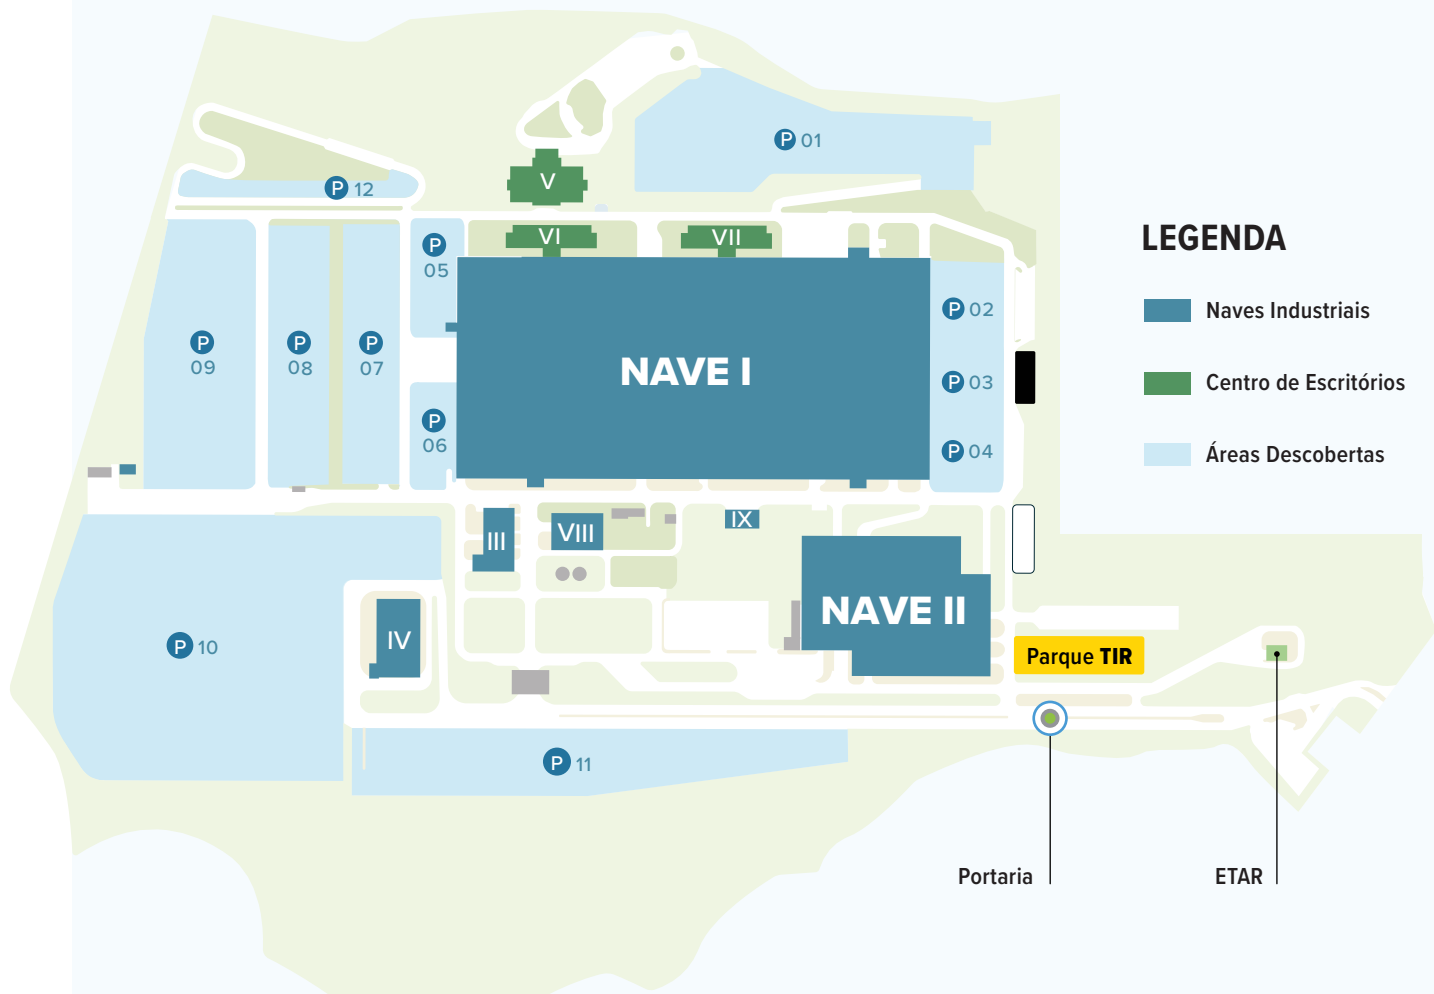 P 01
P 12
V
VI
VII
P
05
LEGENDA
Naves Industriais
Centro de Escritórios
Áreas Descobertas
P 02
P 03
P 04
P
09
P
08
P
07
NAVE I
P
06
III
VIII
IX
NAVE II
IV
P 10
Parque TIR
P 11
Portaria
ETAR